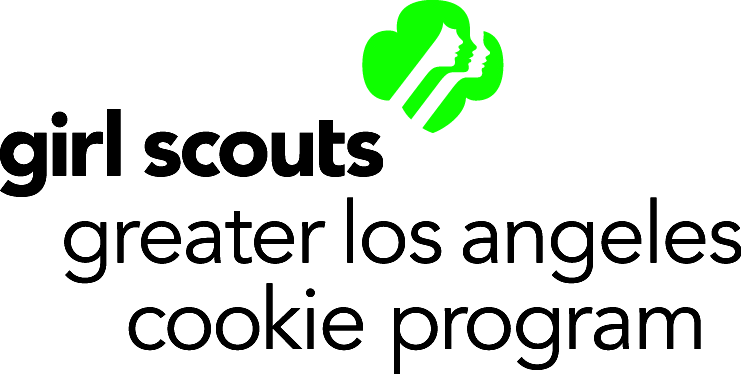 girl scouts
greater los angeles
cookie program